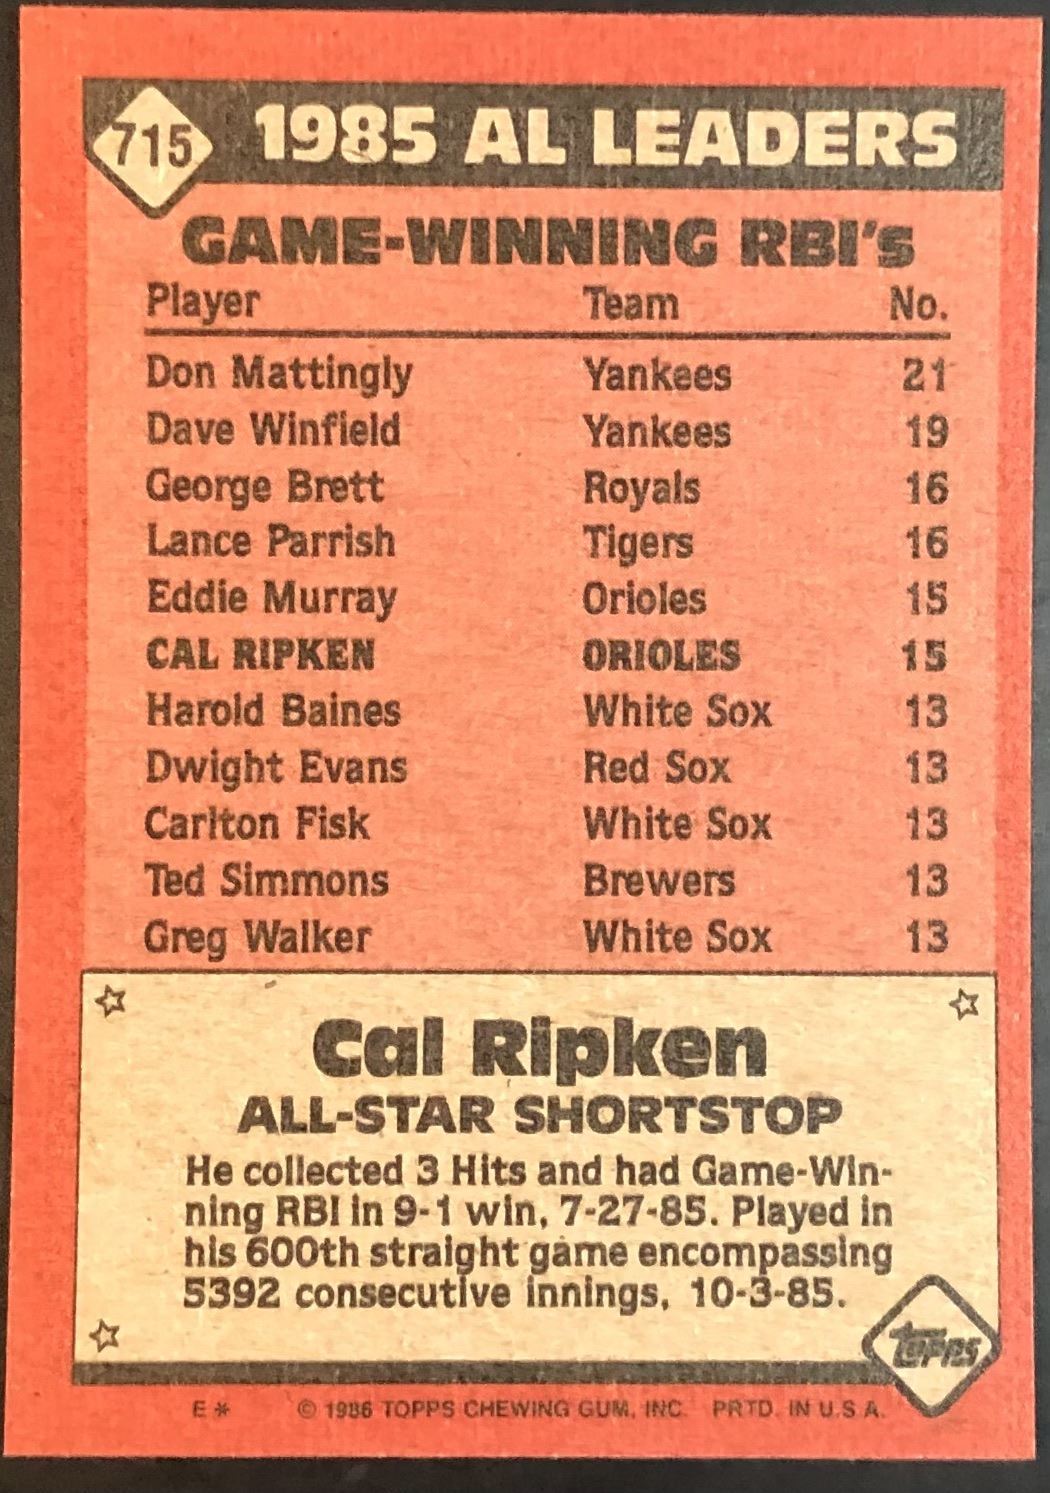 715 1985 AL LEADERS
GAME-WINNING RBI's
Player Team No.
Don Mattingly Yankees 21
Dave Winfield Yankees 19
George Brett Royals 16
Lance Parrish Tigers 16
Eddie Murray Orioles 15
CAL RIPKEN ORIOLES 15
Harold Baines White Sox 13
Dwight Evans Red Sox 13
Carlton Fisk White Sox 13
Ted Simmons Brewers 13
Greg Walker White Sox 13
Cal Ripken
ALL-STAR SHORTSTOP
He collected 3 Hits and had Game-Win-
ning RBI in 9-1 win, 7-27-85. Played in
his 600th straight game encompassing
5392 consecutive innings, 10-3-85.
TOPPS
E* © 1986 TOPPS CHEWING GUM, INC. PRTD. IN U.S.A.